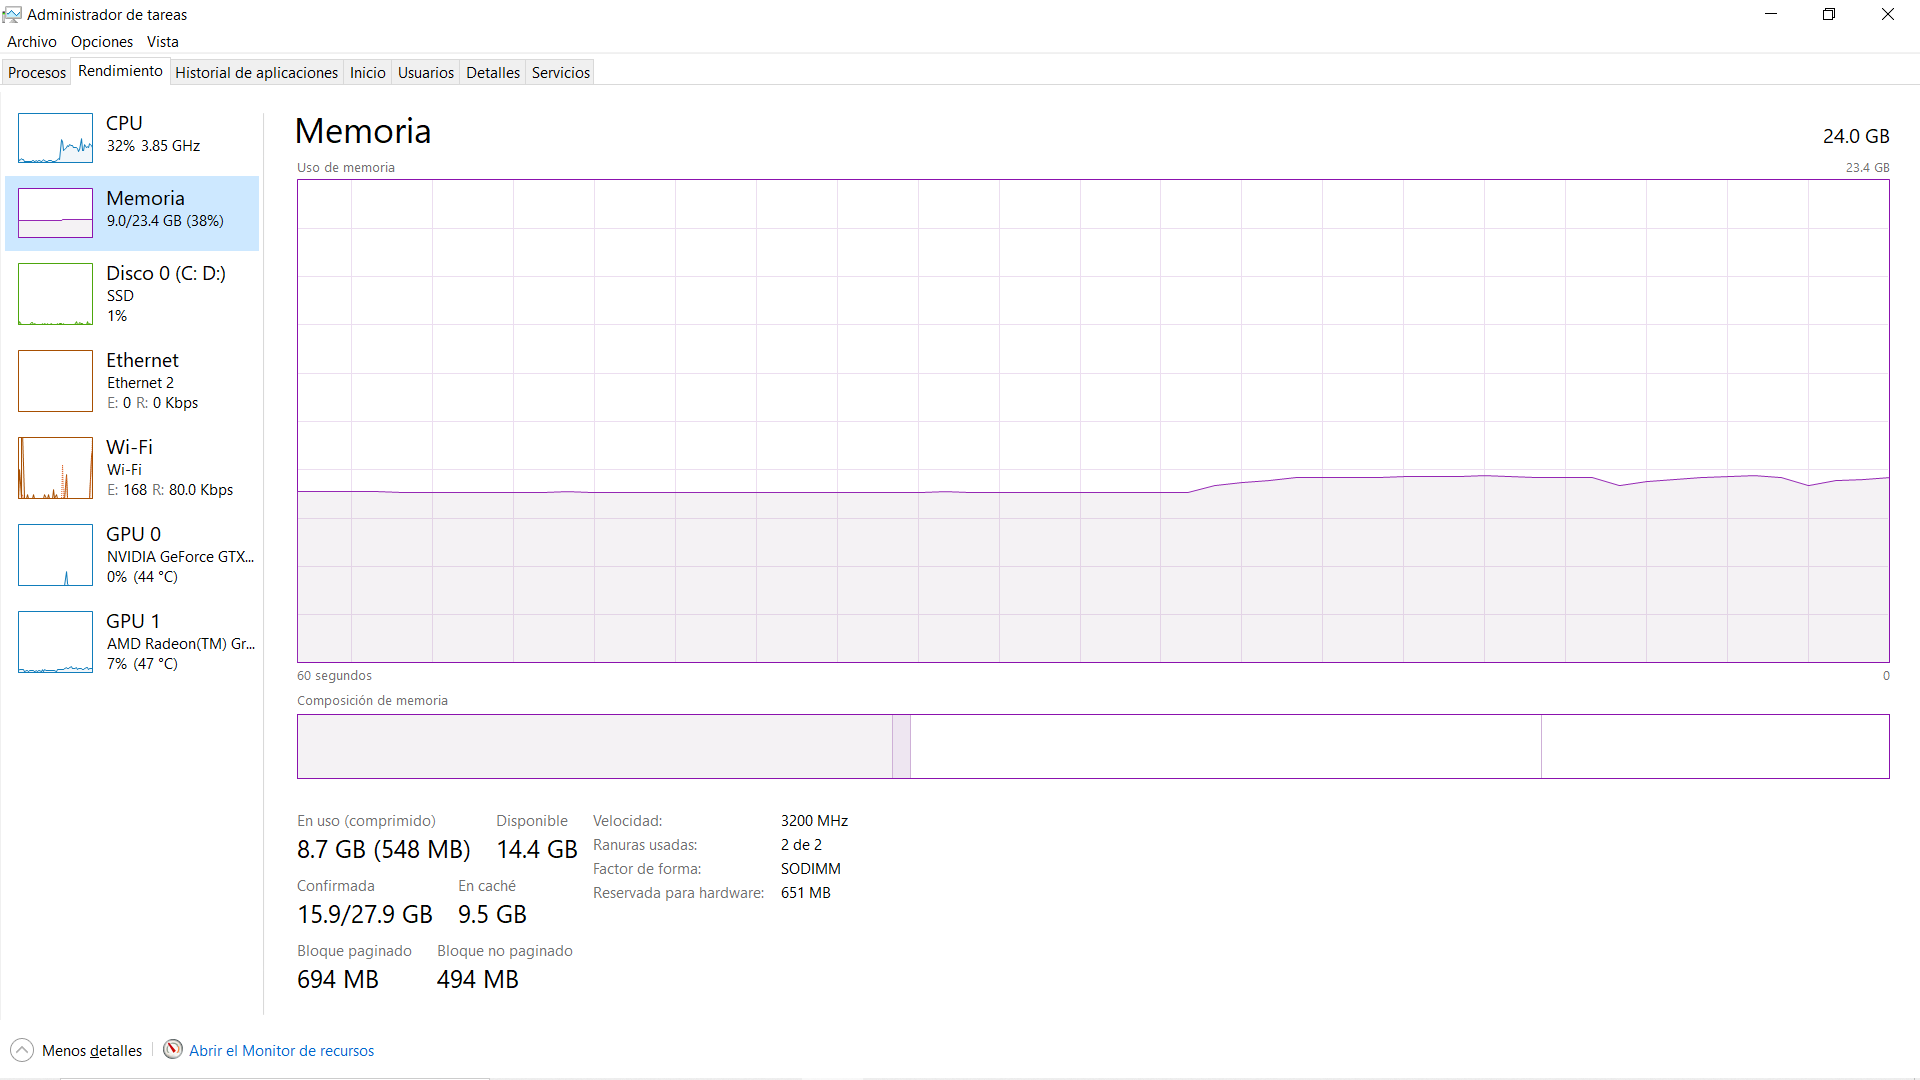 Administrador de tareas
Archivo Opciones Vista
Procesos Rendimiento Historial de aplicaciones Inicio Usuarios Detalles Servicios
CPU
32% 3.85 GHz
Memoria
9.0/23.4 GB (38%)
Disco 0 (C: D:)
SSD
1%
Ethernet
Ethernet 2
E: 0 R: 0 Kbps
Wi-Fi
Wi-Fi
E: 168 R: 80.0 Kbps
GPU 0
NVIDIA GeForce GTX...
0% (44 °C)
GPU 1
AMD Radeon(TM) Gr...
7% (47 °C)
Memoria 24.0 GB
Uso de memoria 23.4 GB
60 segundos 0
Composición de memoria
En uso (comprimido) Disponible
8.7 GB (548 MB) 14.4 GB
Confirmada En caché
15.9/27.9 GB 9.5 GB
Bloque paginado Bloque no paginado
694 MB 494 MB
Velocidad: 3200 MHz
Ranuras usadas: 2 de 2
Factor de forma: SODIMM
Reservada para hardware: 651 MB
Menos detalles Abrir el Monitor de recursos